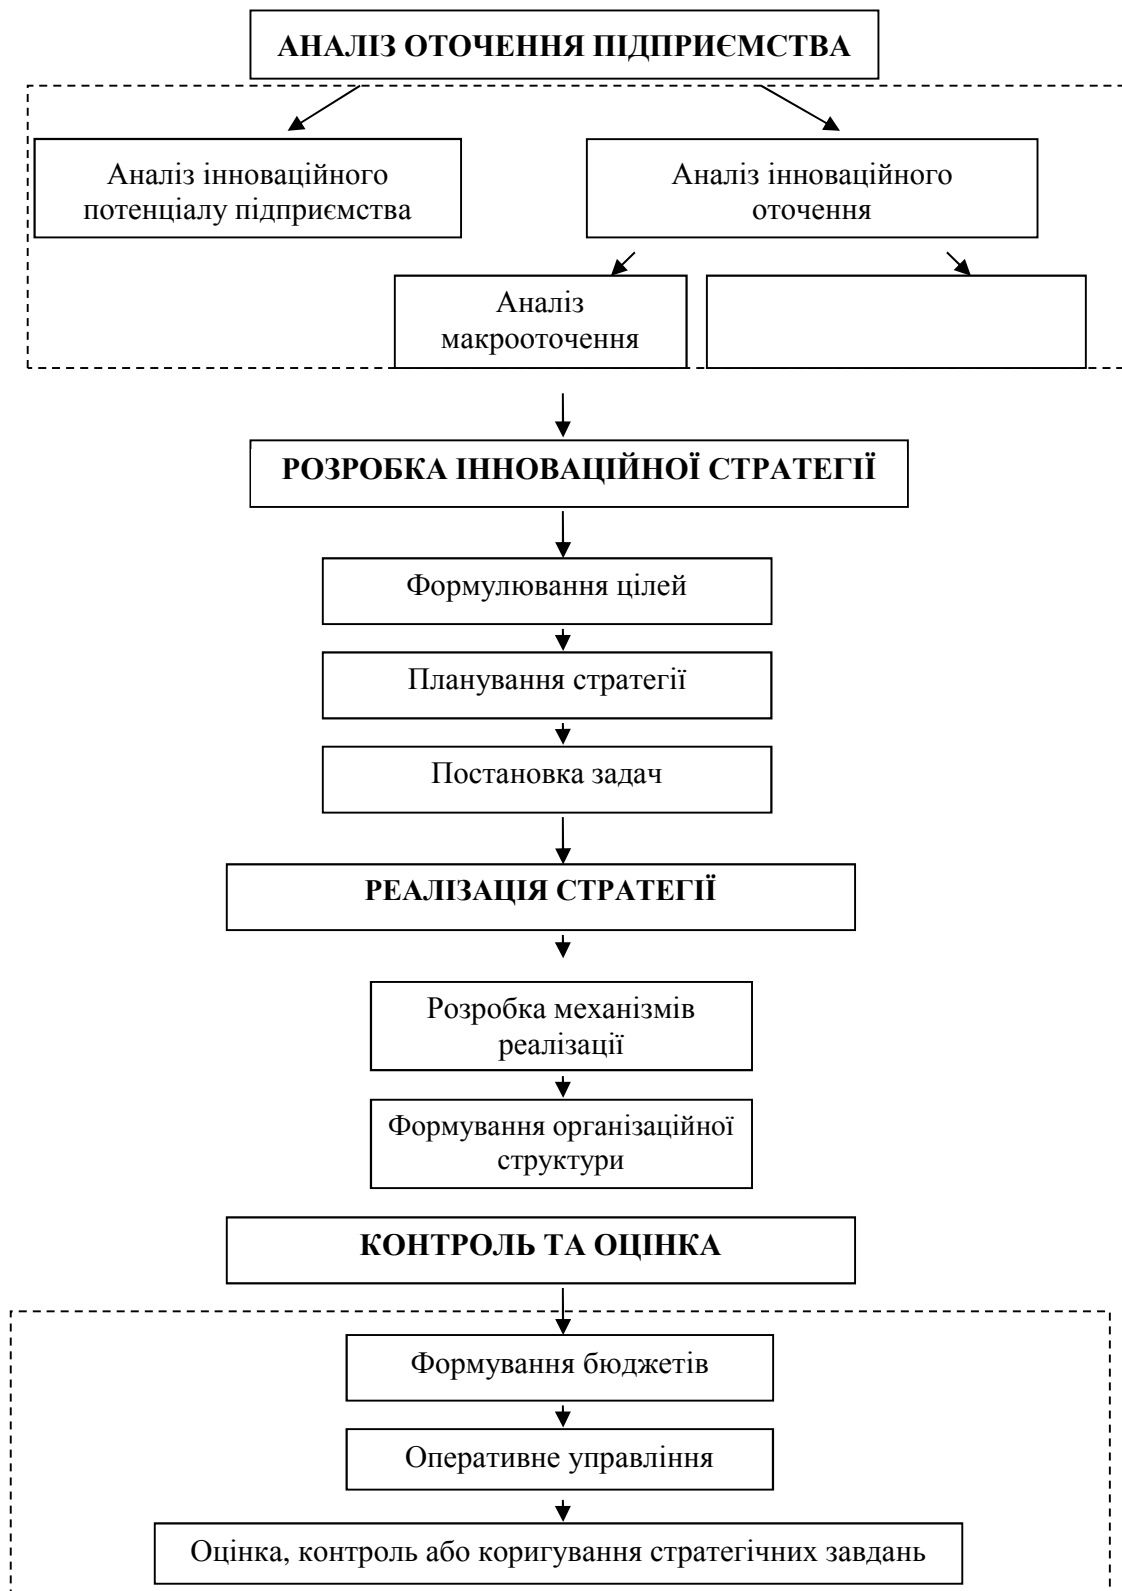 АНАЛІЗ ОТОЧЕННЯ ПІДПРИЄМСТВА
Аналіз інноваційного
потенціалу підприємства
Аналіз інноваційного
оточення
Аналіз
макрооточення
РОЗРОБКА ІННОВАЦІЙНОЇ СТРАТЕГІЇ
Формулювання цілей
Планування стратегії
Постановка задач
РЕАЛІЗАЦІЯ СТРАТЕГІЇ
Розробка механізмів
реалізації
Формування організаційної
структури
КОНТРОЛЬ ТА ОЦІНКА
Формування бюджетів
Оперативне управління
Оцінка, контроль або коригування стратегічних завдань